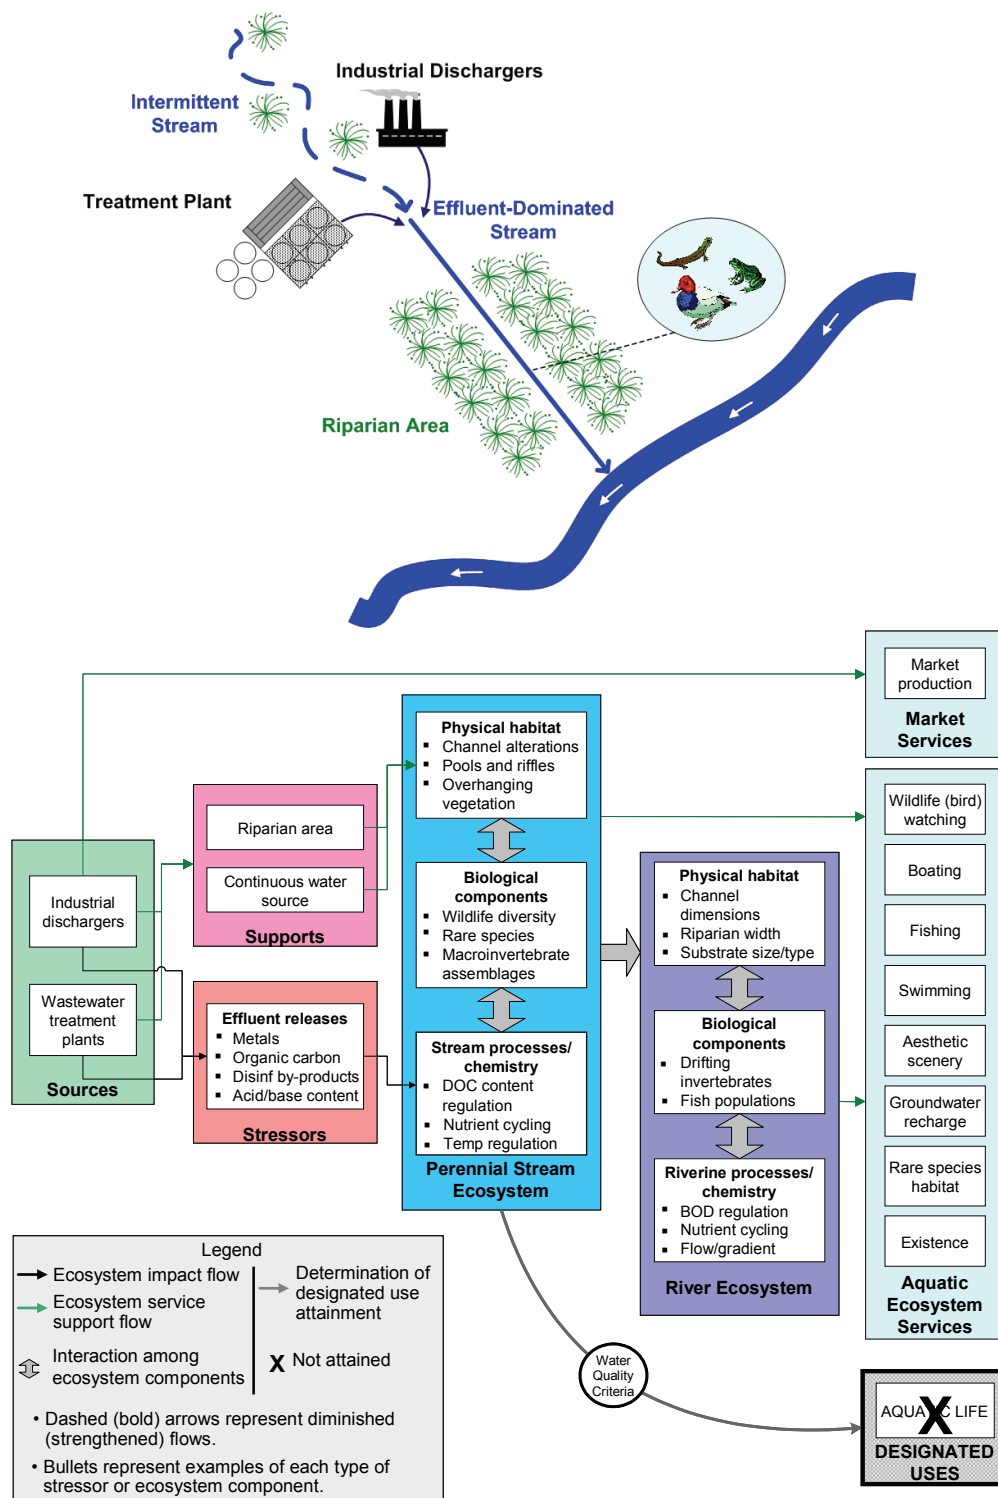 Industrial Dischargers
Intermittent
Stream
Treatment Plant
Effluent-Dominated
Stream
Riparian Area
Market
production
Market
Services
Physical habitat
▪ Channel alterations
▪ Pools and riffles
▪ Overhanging
vegetation
Wildlife (bird)
watching
Riparian area
Continuous water
source
Supports
Industrial
dischargers
Wastewater
treatment
plants
Sources
Biological
components
▪ Wildlife diversity
▪ Rare species
▪ Macroinvertebrate
assemblages
Effluent releases
▪ Metals
▪ Organic carbon
▪ Disinf by-products
▪ Acid/base content
Stressors
Stream processes/
chemistry
▪ DOC content
regulation
▪ Nutrient cycling
▪ Temp regulation
Perennial Stream
Ecosystem
Physical habitat
▪ Channel
dimensions
▪ Riparian width
▪ Substrate size/type
Biological
components
▪ Drifting
invertebrates
▪ Fish populations
Riverine processes/
chemistry
▪ BOD regulation
▪ Nutrient cycling
▪ Flow/gradient
River Ecosystem
Boating
Fishing
Swimming
Aesthetic
scenery
Groundwater
recharge
Rare species
habitat
Existence
Aquatic
Ecosystem
Services
Legend
Ecosystem impact flow
Ecosystem service
support flow
Interaction among
ecosystem components
Determination of
designated use
attainment
X Not attained
• Dashed (bold) arrows represent diminished
(strengthened) flows.
• Bullets represent examples of each type of
stressor or ecosystem component.
Water
Quality
Criteria
AQUATIC LIFE
X
DESIGNATED
USES